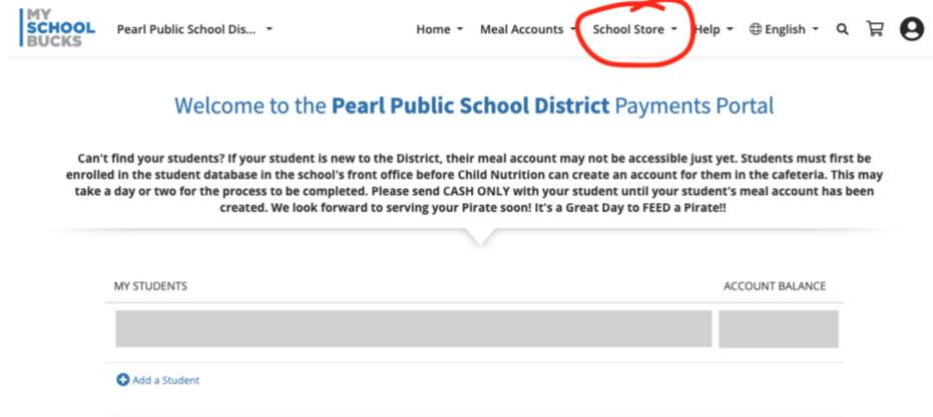 MY
SCHOOL
BUCKS
Pearl Public School Dis...
Home
Meal Accounts
School Store
Help
English
Welcome to the Pearl Public School District Payments Portal
Can't find your students? If your student is new to the District, their meal account may not be accessible just yet. Students must first be
enrolled in the student database in the school's front office before Child Nutrition can create an account for them in the cafeteria. This may
take a day or two for the process to be completed. Please send CASH ONLY with your student until your student's meal account has been
created. We look forward to serving your Pirate soon! It's a Great Day to FEED a Pirate!!
MY STUDENTS
ACCOUNT BALANCE
Add a Student